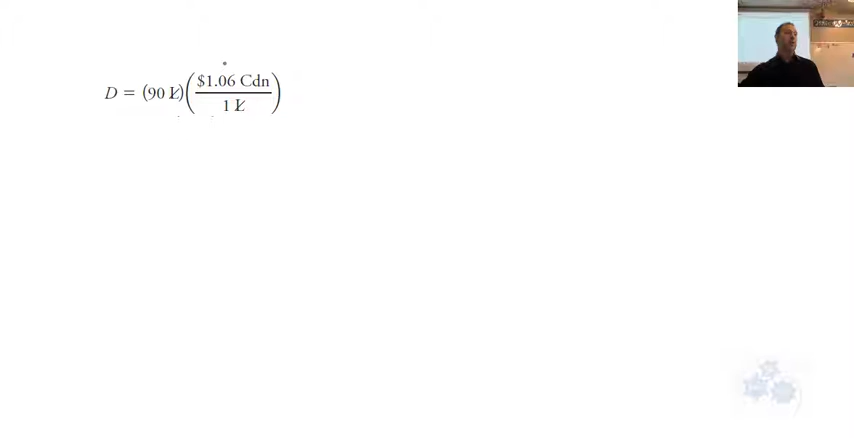 D = (90 L)($1.06 Cdn / 1 L)